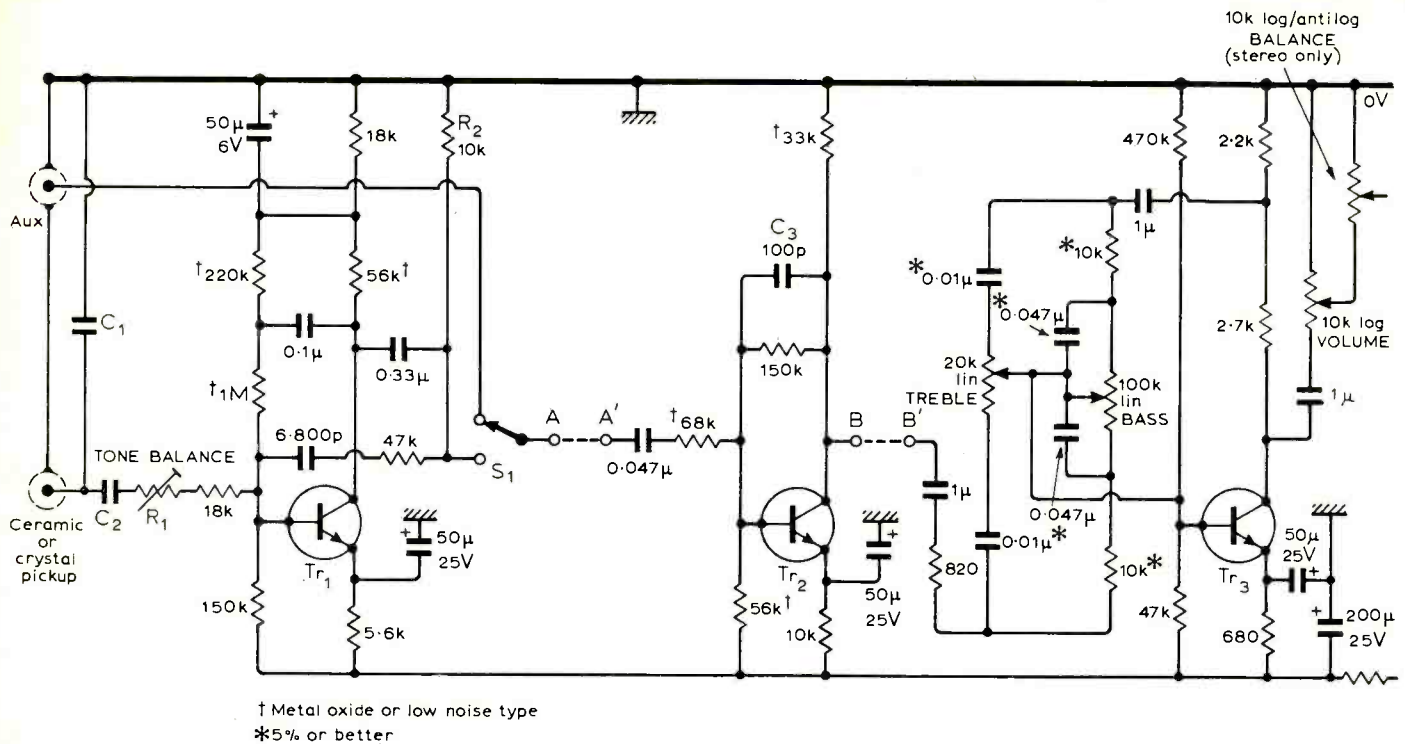 10k log/antilog
BALANCE
(stereo only)
0V
50µ
6V
+
18k
R2
10k
†33k
470k
2·2k
Aux
†220k
56k†
C3
100p
1µ
*10k
*0·01µ
*0·047µ
C1
0·1µ
0·33µ
150k
20k
lin
TREBLE
100k
lin
BASS
2·7k
10k log
VOLUME
†1M
A
A'
†68k
B
B'
1µ
6·800p
47k
S1
0·047µ
TONE BALANCE
1µ
0·047µ
*
C2
R1
18k
Ceramic
or
crystal
pickup
Tr1
+
50µ
25V
Tr2
+
50µ
25V
820
0·01µ*
10k*
Tr3
50µ
25V
+
150k
5·6k
56k†
10k
47k
680
+
200µ
25V
† Metal oxide or low noise type
*5% or better